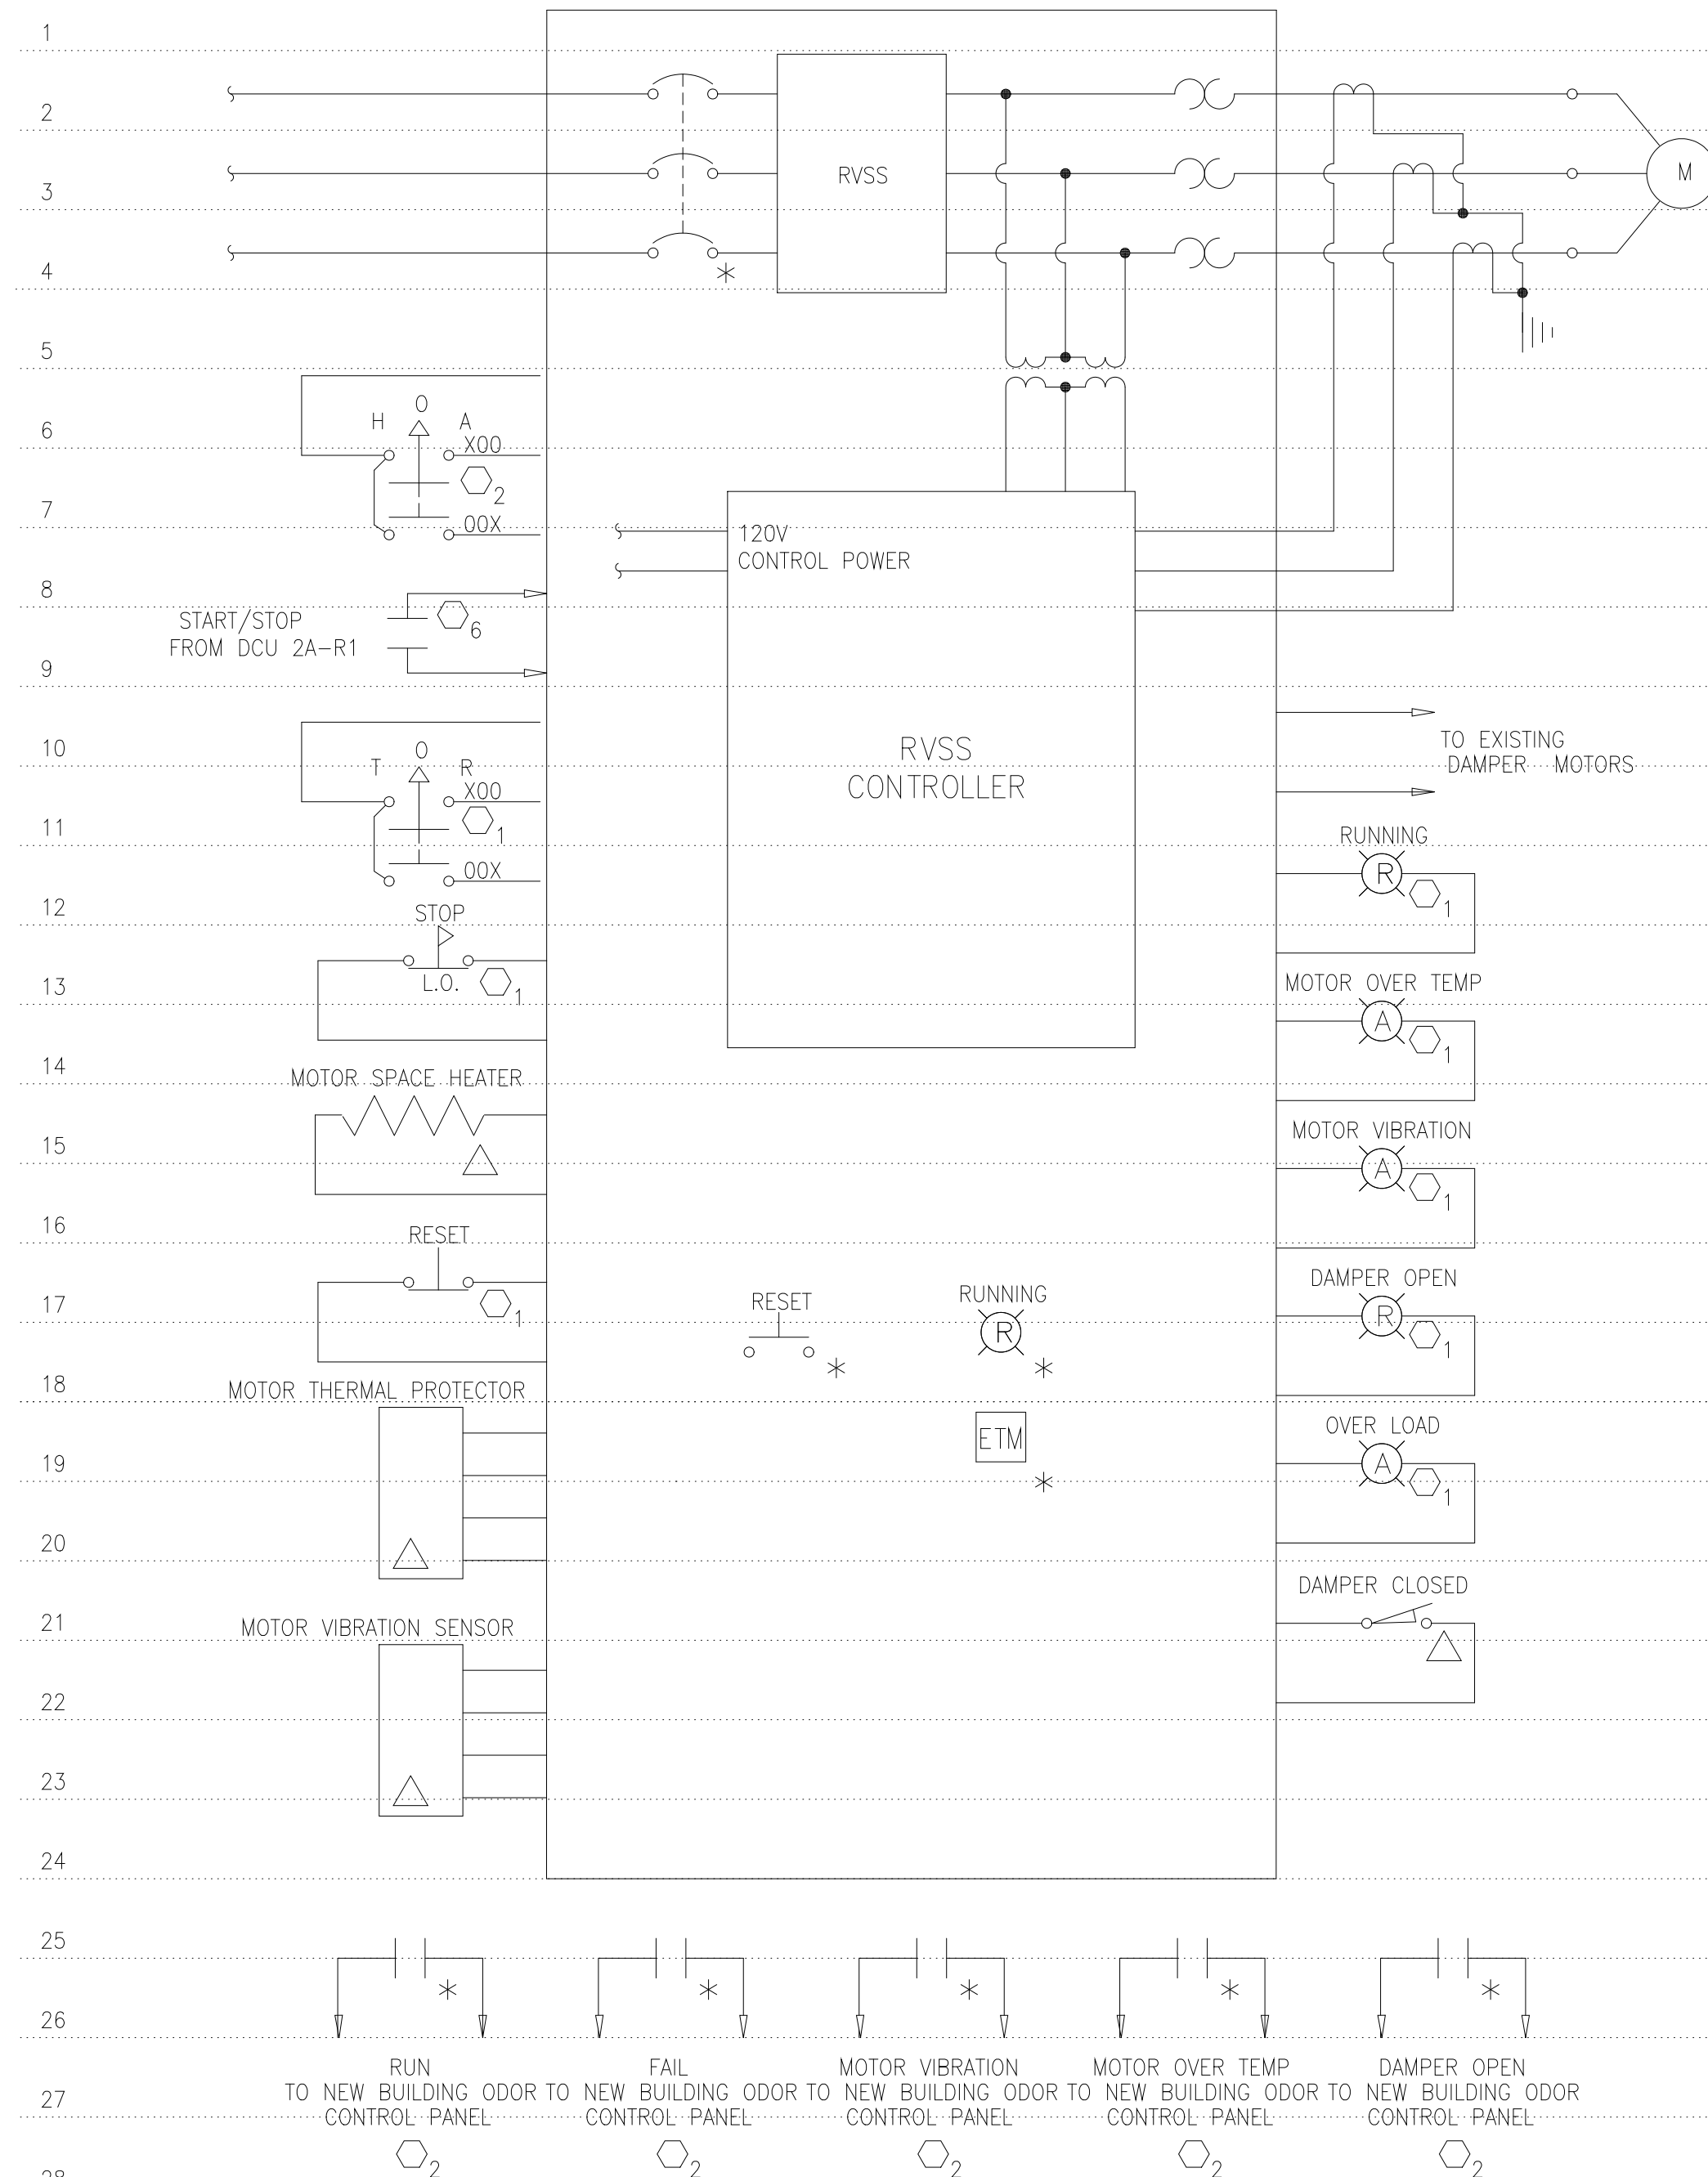 1
2
RVSS
M
3
4
5
O
H A
6
X00
2
7
00X
120V
CONTROL POWER
8
START/STOP
6
FROM DCU 2A-R1
9
10
O
T R
X00
1
11
00X
RVSS
CONTROLLER
TO EXISTING
DAMPER MOTORS
RUNNING
R
1
12
STOP
L.O.
1
13
MOTOR OVER TEMP
A
1
14
MOTOR SPACE HEATER
15
MOTOR VIBRATION
A
1
16
RESET
1
17
RESET
RUNNING
R
DAMPER OPEN
R
1
18
MOTOR THERMAL PROTECTOR
ETM
19
OVER LOAD
A
1
20
DAMPER CLOSED
21
MOTOR VIBRATION SENSOR
22
23
24
25
26
RUN
TO NEW BUILDING ODOR
CONTROL PANEL
2
FAIL
TO NEW BUILDING ODOR
CONTROL PANEL
2
MOTOR VIBRATION
TO NEW BUILDING ODOR
CONTROL PANEL
2
MOTOR OVER TEMP
TO NEW BUILDING ODOR
CONTROL PANEL
2
DAMPER OPEN
TO NEW BUILDING ODOR
CONTROL PANEL
2
27
28